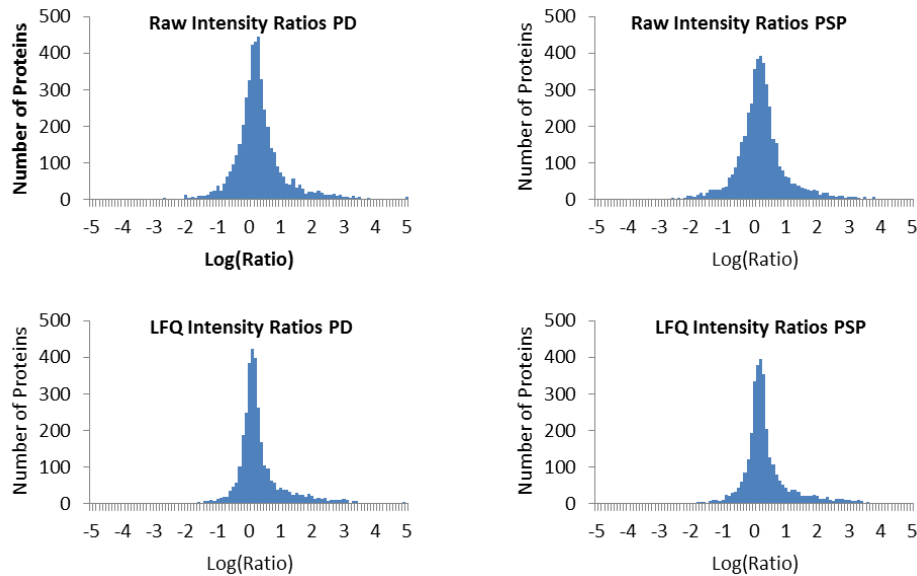 Raw Intensity Ratios PD
Number of Proteins
500
400
300
200
100
0
-5 -4 -3 -2 -1 0 1 2 3 4 5
Log(Ratio)
Raw Intensity Ratios PSP
Number of Proteins
500
400
300
200
100
0
-5 -4 -3 -2 -1 0 1 2 3 4 5
Log(Ratio)
LFQ Intensity Ratios PD
Number of Proteins
500
400
300
200
100
0
-5 -4 -3 -2 -1 0 1 2 3 4 5
Log(Ratio)
LFQ Intensity Ratios PSP
Number of Proteins
500
400
300
200
100
0
-5 -4 -3 -2 -1 0 1 2 3 4 5
Log(Ratio)